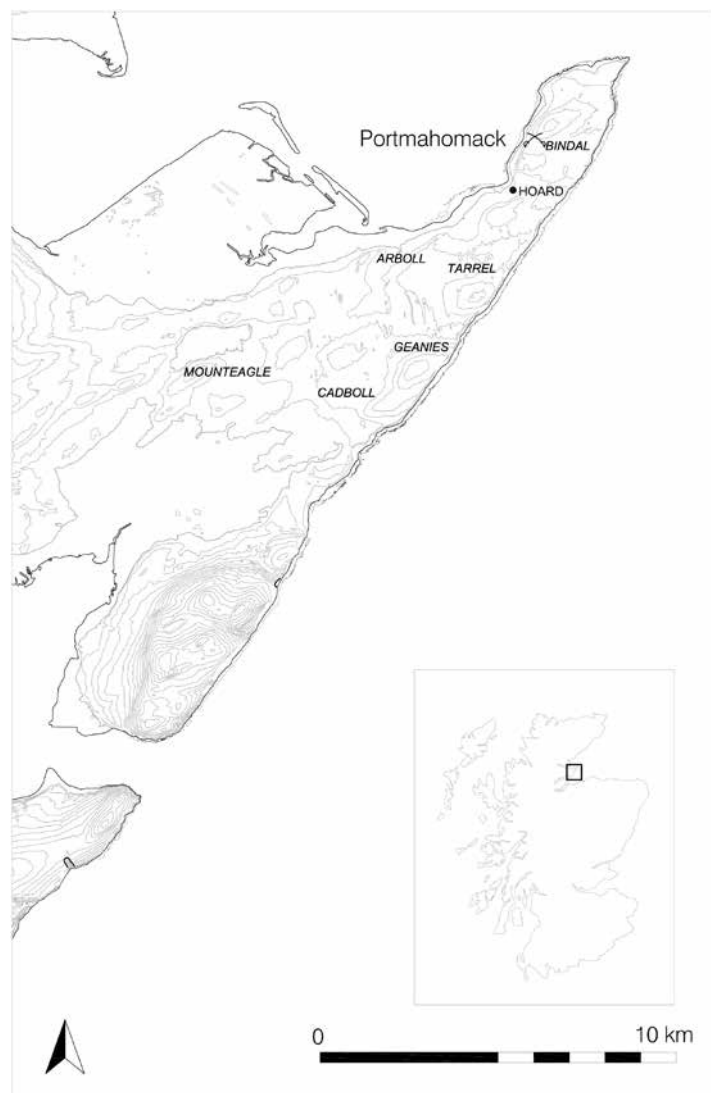 Portmahomack
BINDAL
HOARD
ARBOLL
TARREL
GEANIES
MOUNTEAGLE
CADBOLL
0
10 km